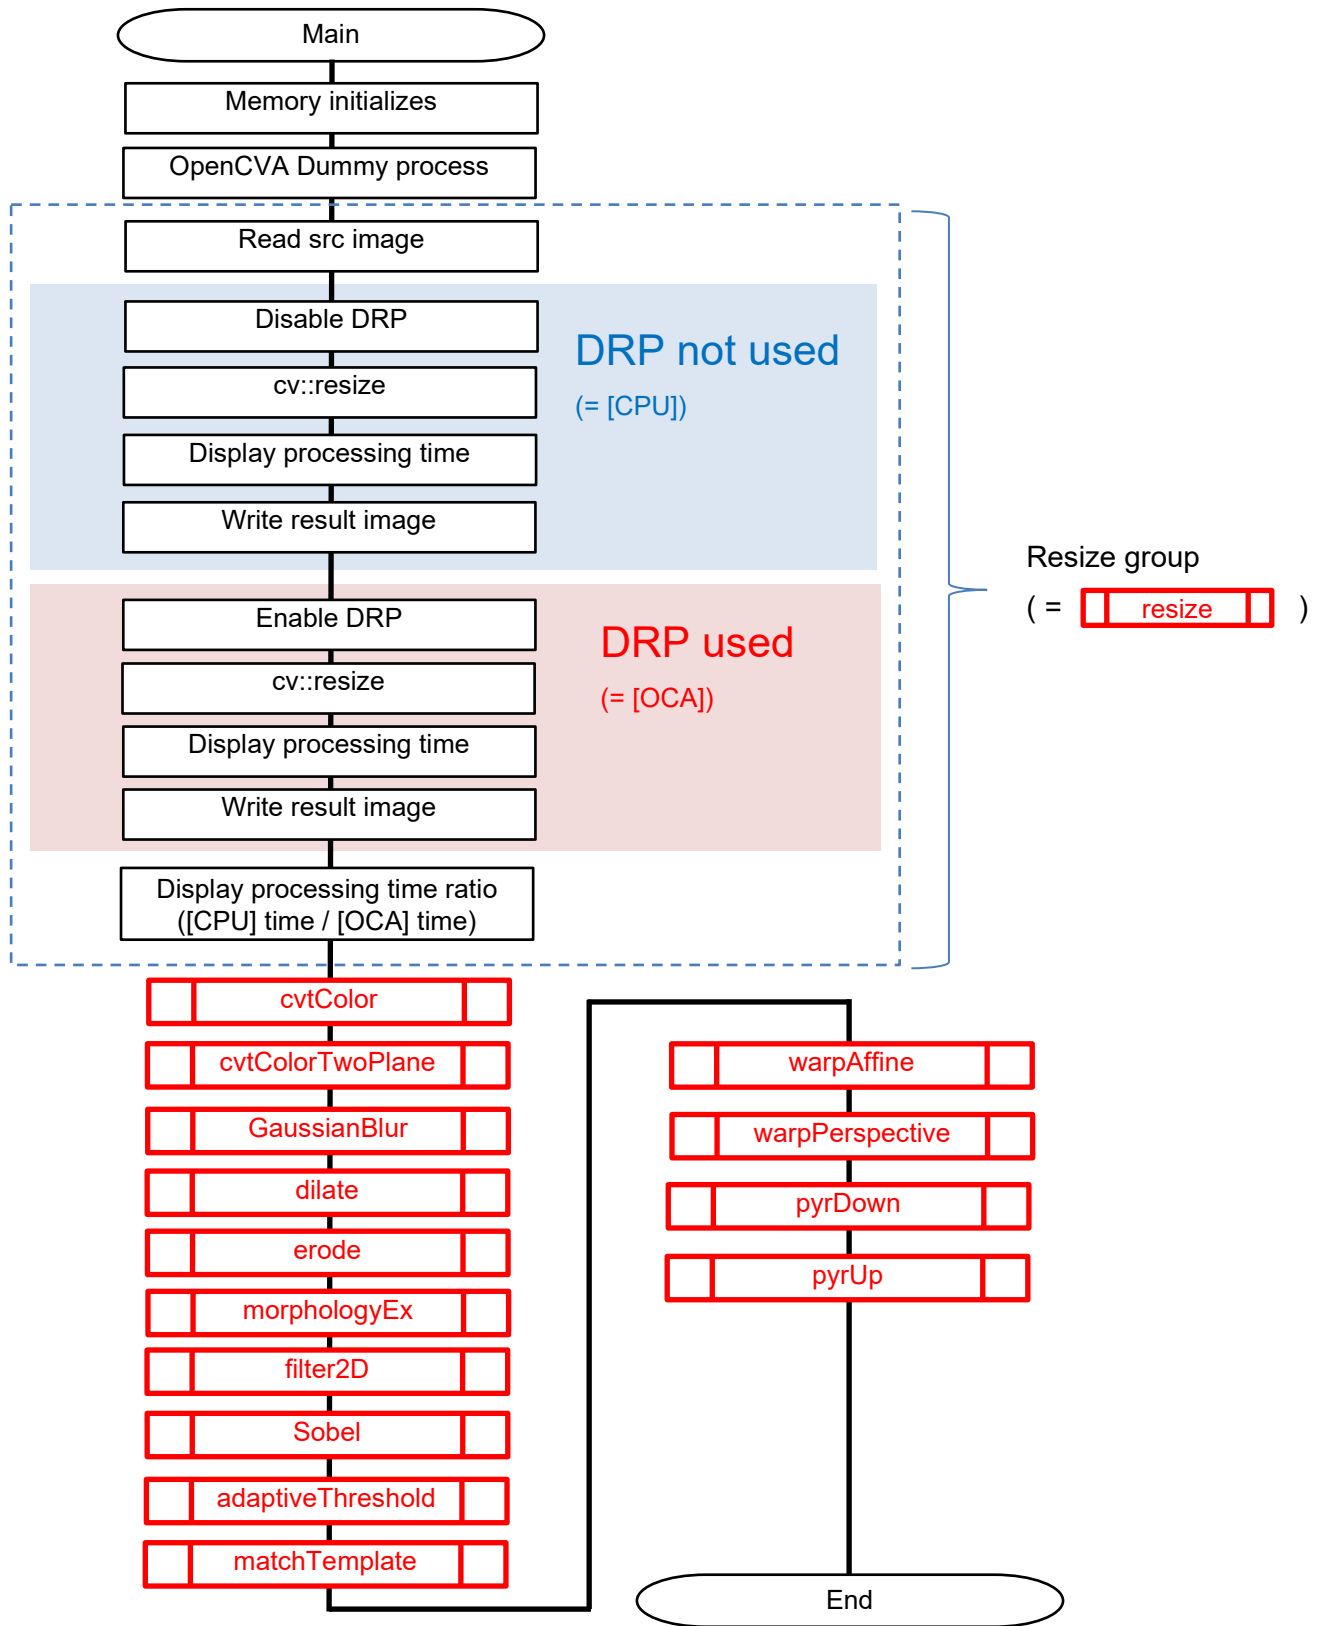 Main
Memory initializes
OpenCVA Dummy process
Read src image
Disable DRP
cv::resize
Display processing time
Write result image
DRP not used
(= [CPU])
Enable DRP
cv::resize
Display processing time
Write result image
DRP used
(= [OCA])
Display processing time ratio
([CPU] time / [OCA] time)
Resize group
( = resize )
cvtColor
cvtColorTwoPlane
GaussianBlur
dilate
erode
morphologyEx
filter2D
Sobel
adaptiveThreshold
matchTemplate
warpAffine
warpPerspective
pyrDown
pyrUp
End